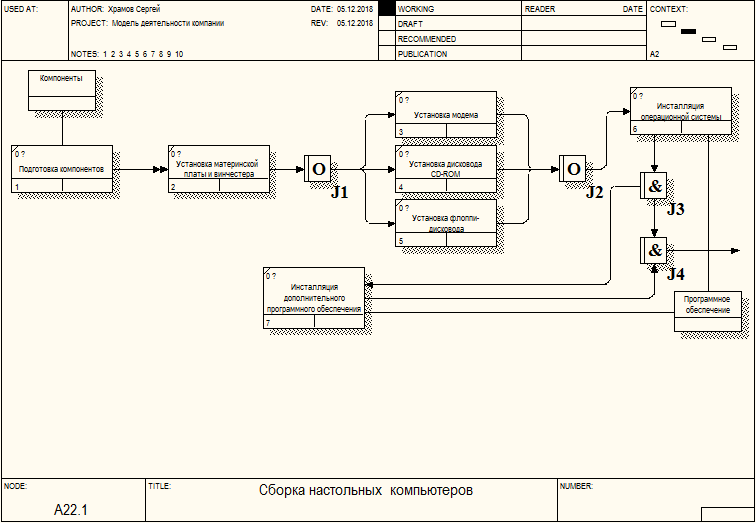 USED AT:
AUTHOR: Храмов Сергей
DATE: 05.12.2018
PROJECT: Модель деятельности компании
REV: 05.12.2018
NOTES: 1 2 3 4 5 6 7 8 9 10
WORKING
DRAFT
RECOMMENDED
PUBLICATION
READER
DATE
CONTEXT:
A2
Компоненты
0 ?
Подготовка компонентов
1
0 ?
Установка материнской
платы и винчестера
2
O
J1
0 ?
Установка модема
3
0 ?
Установка дисковода
CD-ROM
4
0 ?
Установка флоппи-
дисковода
5
O
J2
0 ?
Инсталляция
операционной системы
6
&
J3
&
J4
0 ?
Инсталляция
дополнительного
программного обеспечения
7
Программное
обеспечение
NODE:
A22.1
TITLE:
Сборка настольных компьютеров
NUMBER: